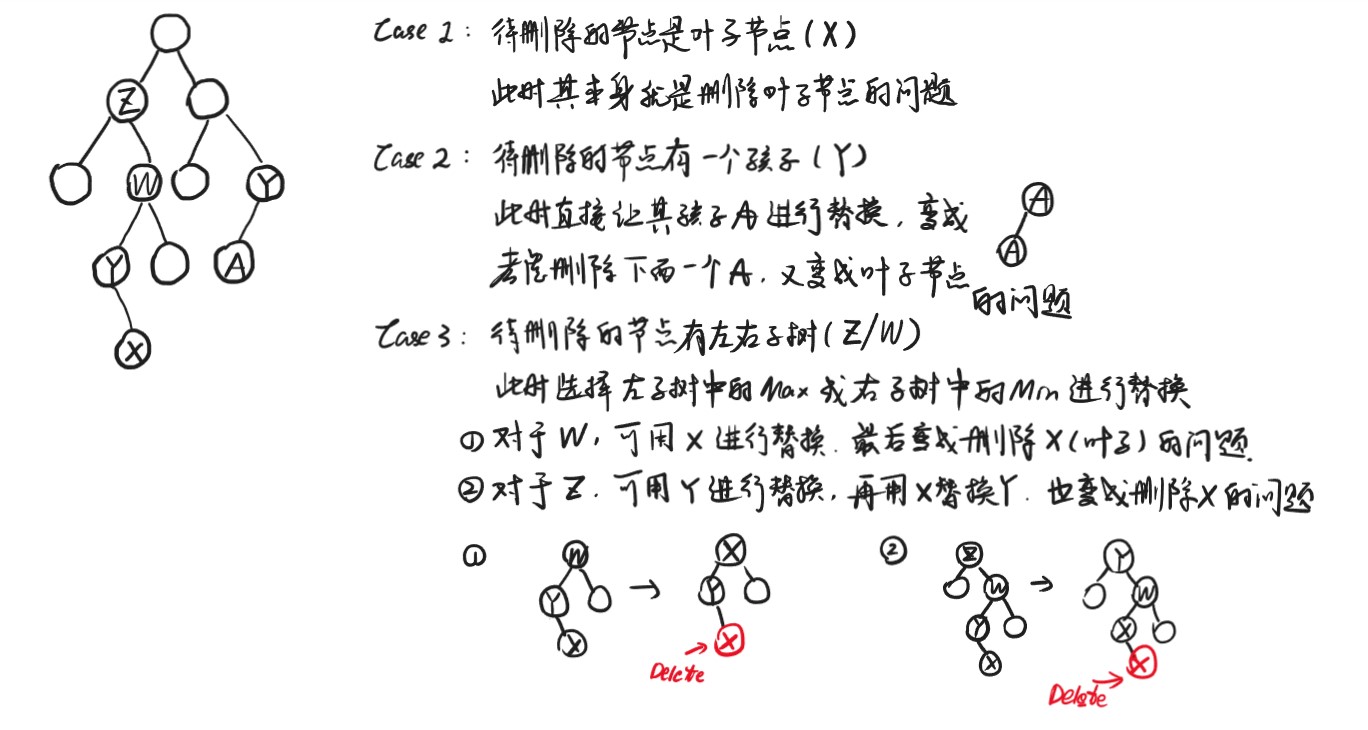 Z
W
Y
Y
A
X
Case 1: 待删除的节点是叶子节点(X)
此时其本身就是删除叶子节点的问题
Case 2: 待删除的节点有一个孩子(Y)
此时直接让其孩子A进行替换，变成
考虑删除下面一个A，又变成叶子节点
的问题
A
A
Case 3: 待删除的节点有左右子树(Z/W)
此时选择左子树中的Max或右子树中的Min进行替换
① 对于W，可用X进行替换．最后变成删除X(叶子)的问题．
② 对于Z．可用Y进行替换，再用X替换Y．也变成删除X的问题
①
W
Y
X
→
X
Y
X
Delete
②
Z
W
Y
X
→
Y
W
X
X
Delete